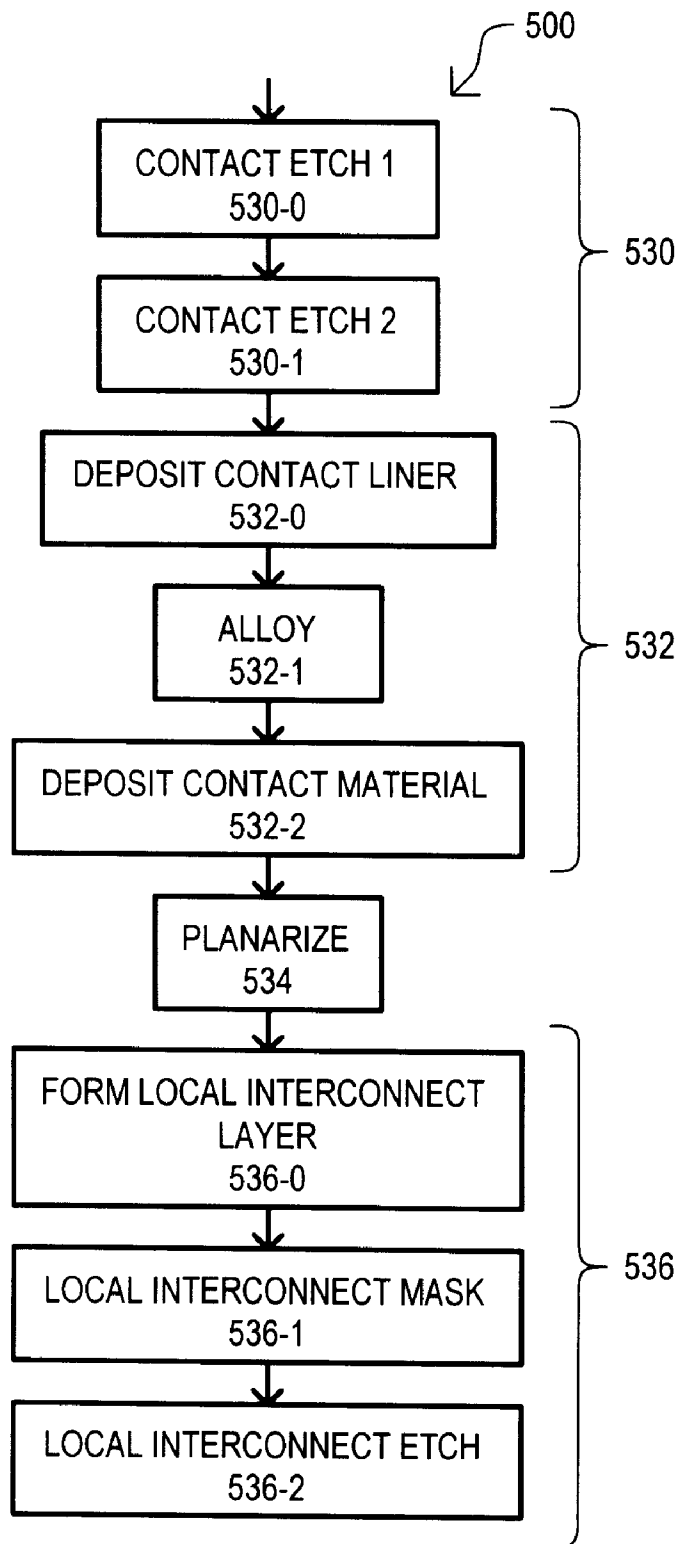 500
CONTACT ETCH 1
530-0
530
CONTACT ETCH 2
530-1
DEPOSIT CONTACT LINER
532-0
ALLOY
532-1
532
DEPOSIT CONTACT MATERIAL
532-2
PLANARIZE
534
FORM LOCAL INTERCONNECT
LAYER
536-0
536
LOCAL INTERCONNECT MASK
536-1
LOCAL INTERCONNECT ETCH
536-2